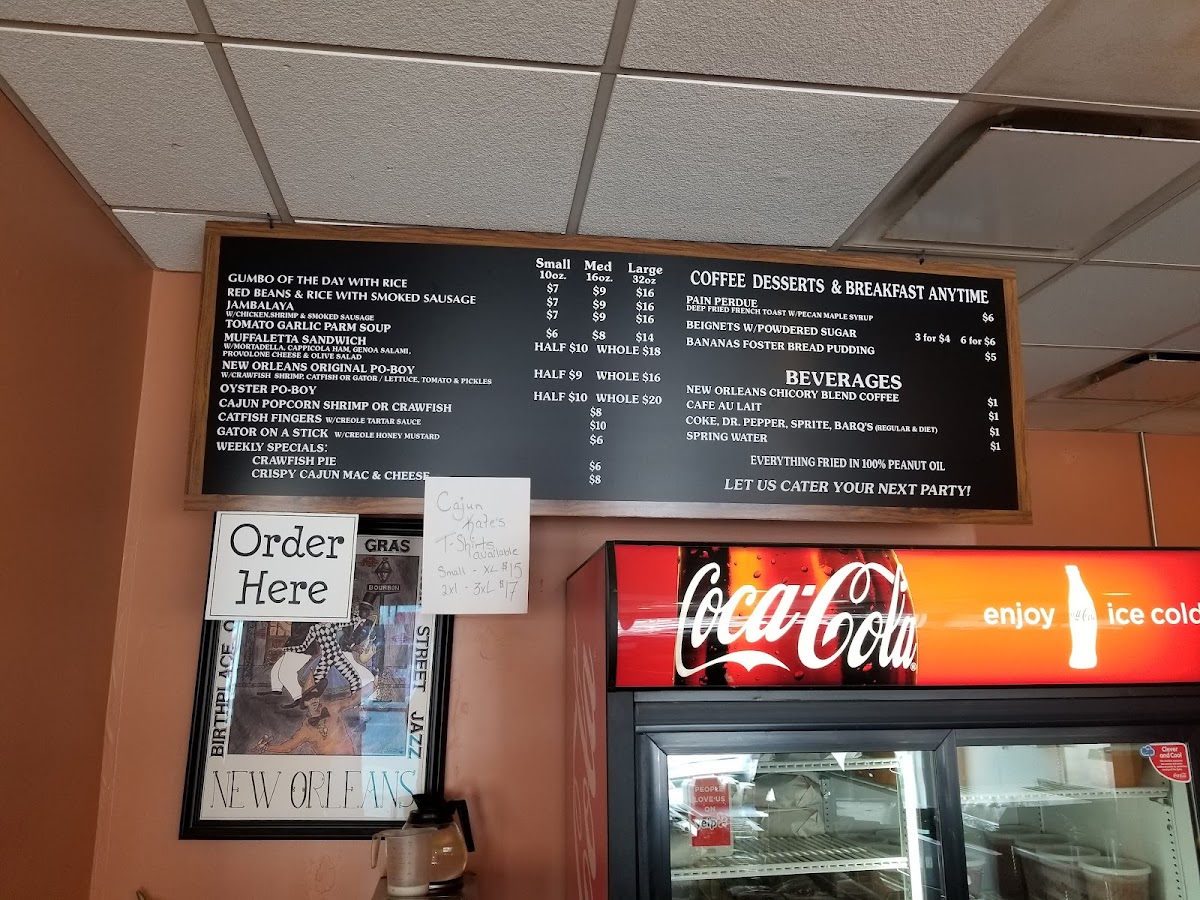 Small Med Large
10oz. 16oz. 32oz
GUMBO OF THE DAY WITH RICE $7 $9 $16
RED BEANS & RICE WITH SMOKED SAUSAGE $7 $9 $16
JAMBALAYA $7 $9 $16
W/CHICKEN,SHRIMP & SMOKED SAUSAGE
TOMATO GARLIC PARM SOUP $6 $8 $14
MUFFALETTA SANDWICH HALF $10 WHOLE $18
W/MORTADELLA, CAPPICOLA HAM, GENOA SALAMI,
PROVOLONE CHEESE & OLIVE SALAD
NEW ORLEANS ORIGINAL PO-BOY HALF $9 WHOLE $16
W/CRAWFISH SHRIMP, CATFISH OR GATOR / LETTUCE, TOMATO & PICKLES
OYSTER PO-BOY HALF $10 WHOLE $20
CAJUN POPCORN SHRIMP OR CRAWFISH $8
CATFISH FINGERS W/CREOLE TARTAR SAUCE $10
GATOR ON A STICK W/CREOLE HONEY MUSTARD $6
WEEKLY SPECIALS:
CRAWFISH PIE $6
CRISPY CAJUN MAC & CHEESE $8
COFFEE DESSERTS & BREAKFAST ANYTIME
PAIN PERDUE
DEEP FRIED FRENCH TOAST W/PECAN MAPLE SYRUP $6
BEIGNETS W/POWDERED SUGAR 3 for $4 6 for $6
BANANAS FOSTER BREAD PUDDING $5
BEVERAGES
NEW ORLEANS CHICORY BLEND COFFEE $1
CAFE AU LAIT $1
COKE, DR. PEPPER, SPRITE, BARQ'S (REGULAR & DIET) $1
SPRING WATER $1
EVERYTHING FRIED IN 100% PEANUT OIL
LET US CATER YOUR NEXT PARTY!
Order
Here
Cajun
Kate's
T-Shirts
available
Small - XL $15
2xl - 3xL $17
GRAS
BOURBON
BIRTHPLACE O
STREET JAZZ
NEW ORLEANS
Coca-Cola
enjoy ice cold
PEOPLE
LOVE US
ON
yelp
Clever
and Cool